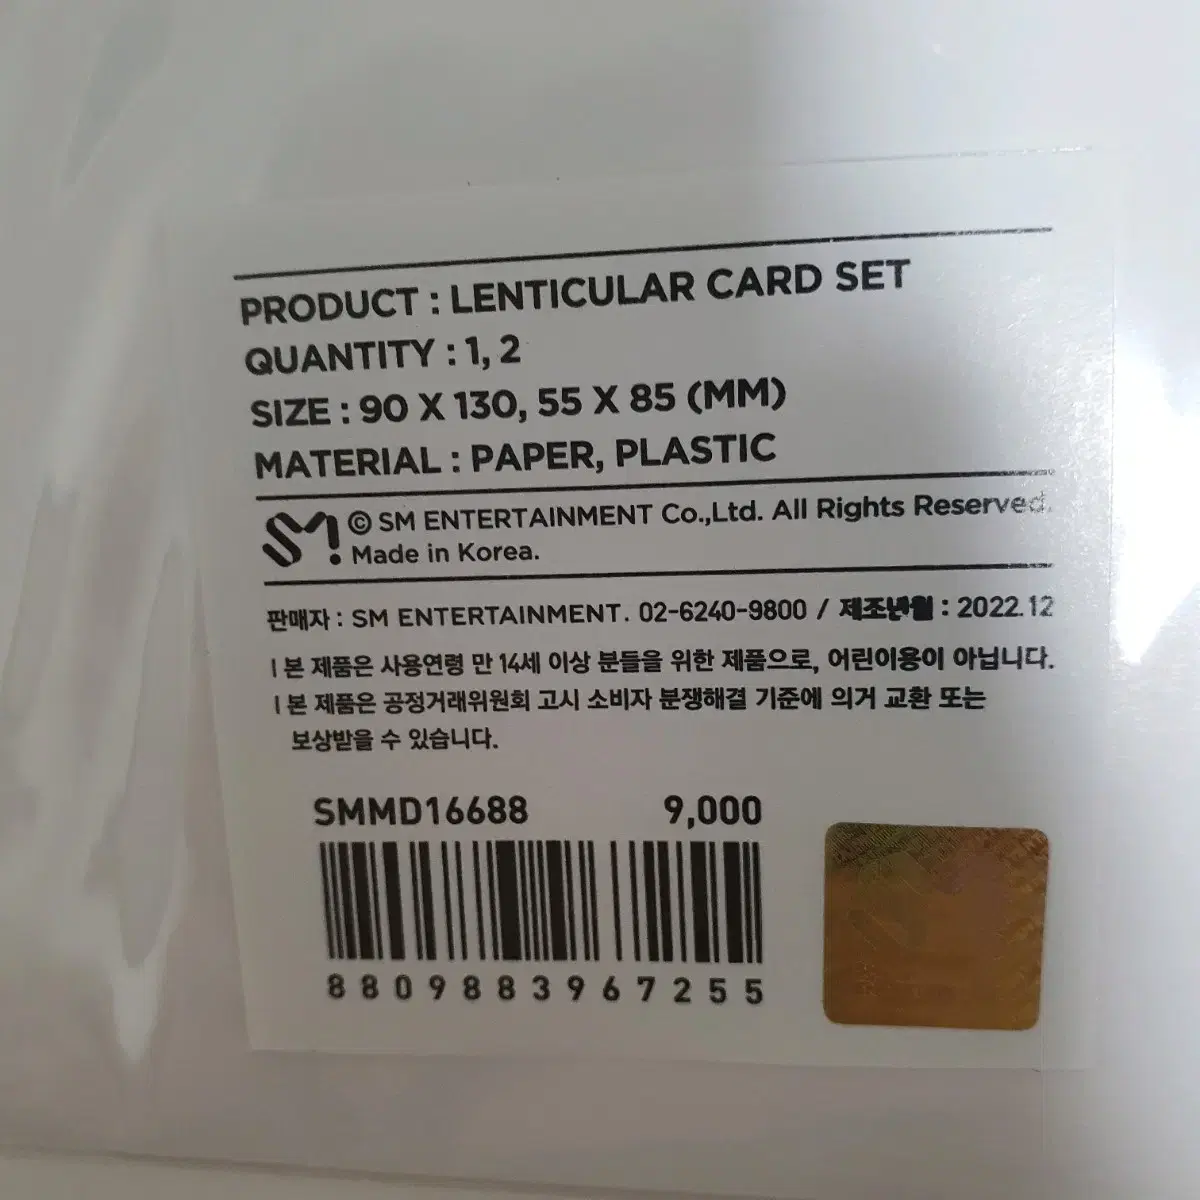 PRODUCT : LENTICULAR CARD SET
QUANTITY : 1, 2
SIZE : 90 X 130, 55 X 85 (MM)
MATERIAL : PAPER, PLASTIC
SM! © SM ENTERTAINMENT Co.,Ltd. All Rights Reserved.
Made in Korea.
판매자 : SM ENTERTAINMENT. 02-6240-9800 / 제조년월 : 2022.12
I 본 제품은 사용연령 만 14세 이상 분들을 위한 제품으로, 어린이용이 아닙니다.
I 본 제품은 공정거래위원회 고시 소비자 분쟁해결 기준에 의거 교환 또는
보상받을 수 있습니다.
SMMD16688 9,000
8809883967255